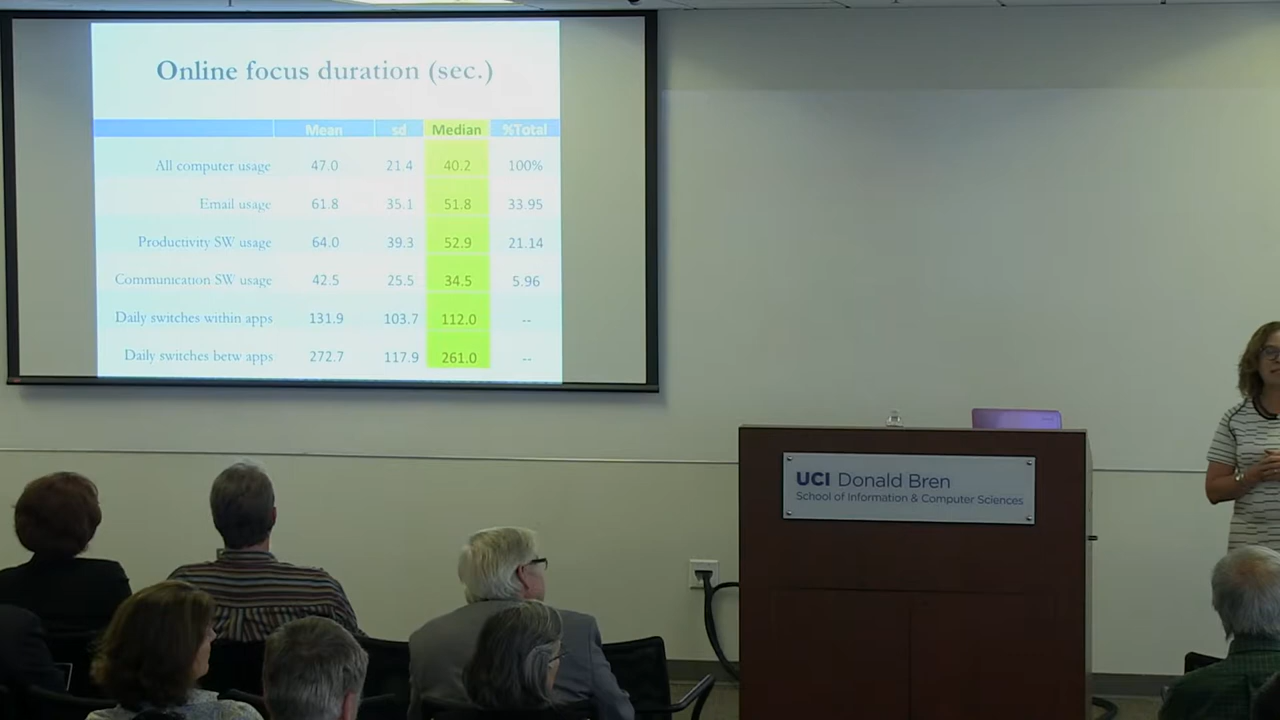 Online focus duration (sec.)
Mean sd Median %Total
All computer usage 47.0 21.4 40.2 100%
Email usage 61.8 35.1 51.8 33.95
Productivity SW usage 64.0 39.3 52.9 21.14
Communication SW usage 42.5 25.5 34.5 5.96
Daily switches within apps 131.9 103.7 112.0 --
Daily switches betw apps 272.7 117.9 261.0 --
UCI Donald Bren
School of Information & Computer Sciences